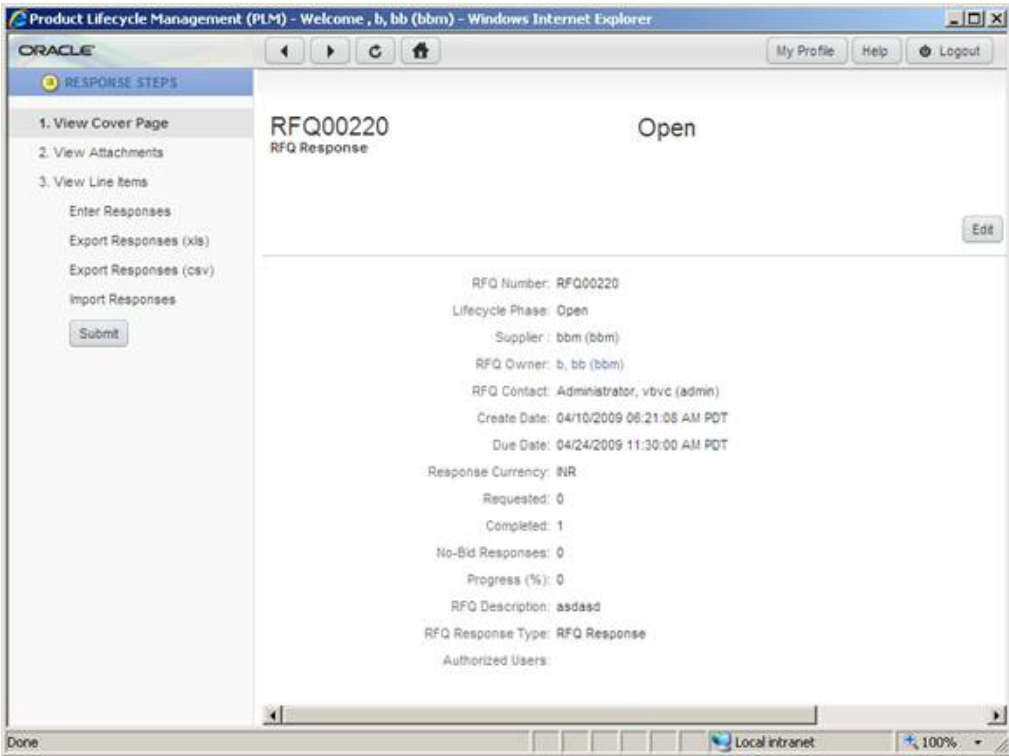 Product Lifecycle Management (PLM) - Welcome , b, bb (bbm) - Windows Internet Explorer
ORACLE
My Profile Help Logout
RESPONSE STEPS
1. View Cover Page
2. View Attachments
3. View Line Items
Enter Responses
Export Responses (xls)
Export Responses (csv)
Import Responses
Submit
RFQ00220 Open
RFQ Response
Edit
RFQ Number: RFQ00220
Lifecycle Phase: Open
Supplier : bbm (bbm)
RFQ Owner: b, bb (bbm)
RFQ Contact: Administrator, vbvc (admin)
Create Date: 04/10/2009 06:21:08 AM PDT
Due Date: 04/24/2009 11:30:00 AM PDT
Response Currency: INR
Requested: 0
Completed: 1
No-Bid Responses: 0
Progress (%): 0
RFQ Description: asdasd
RFQ Response Type: RFQ Response
Authorized Users:
Done Local intranet 100%